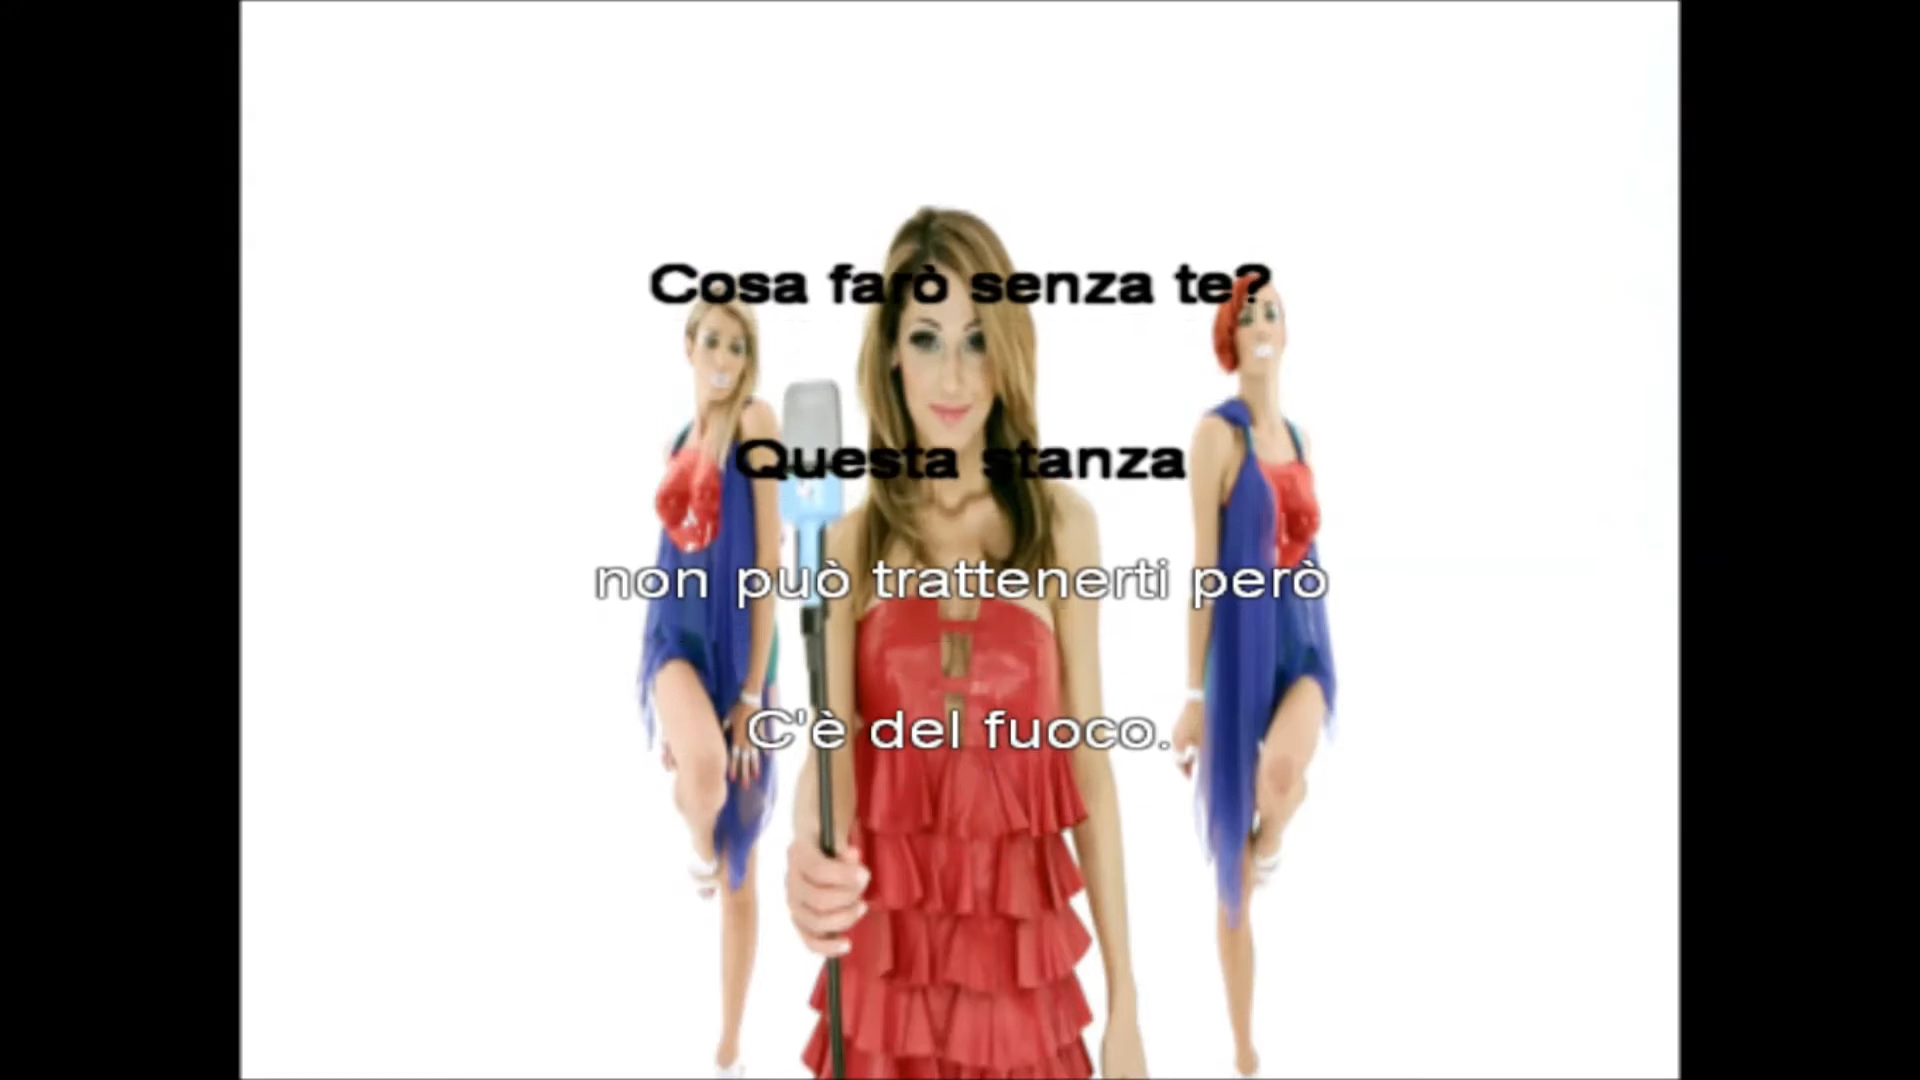 Cosa farò senza te?
Questa stanza
non può trattenerti però
C'è del fuoco.